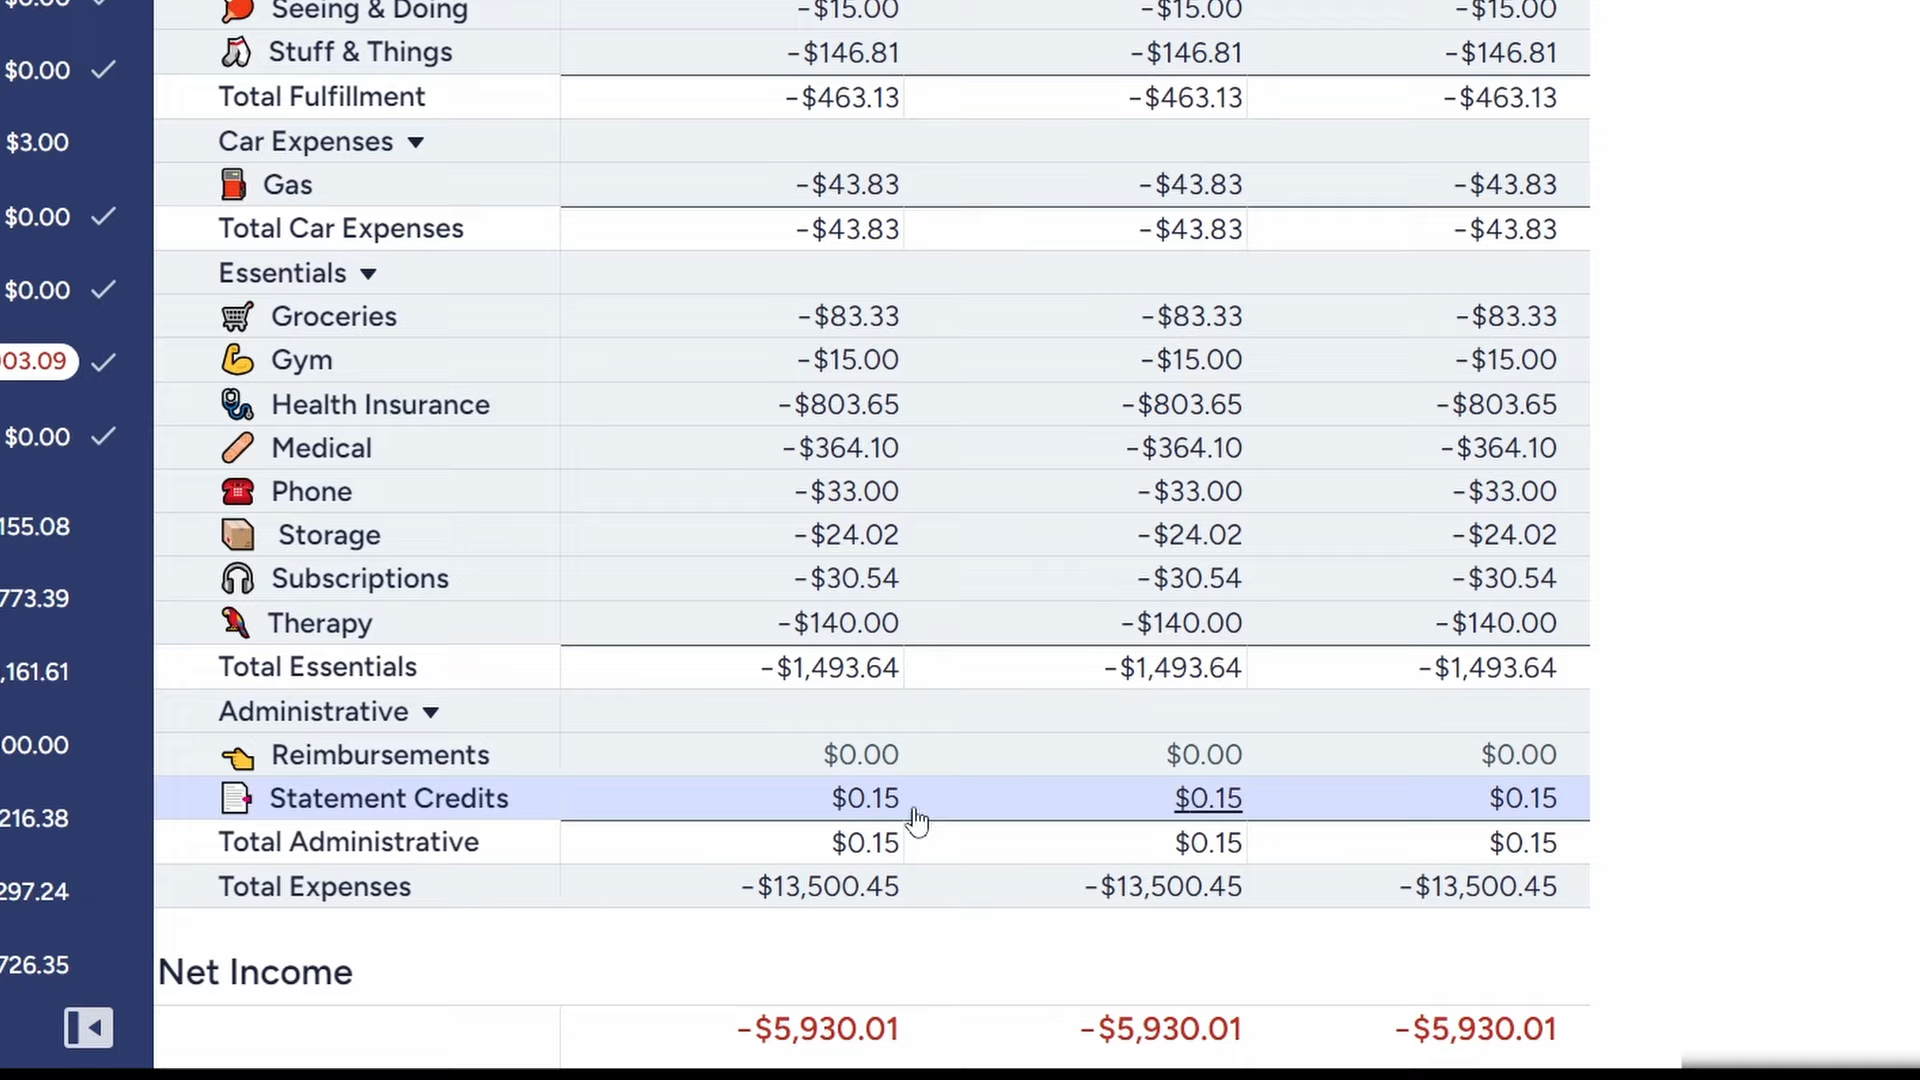 $0.00
$3.00
$0.00
$0.00
03.09
$0.00
155.08
773.39
,161.61
00.00
216.38
297.24
726.35
Seeing & Doing -$15.00 -$15.00 -$15.00
Stuff & Things -$146.81 -$146.81 -$146.81
Total Fulfillment -$463.13 -$463.13 -$463.13
Car Expenses
Gas -$43.83 -$43.83 -$43.83
Total Car Expenses -$43.83 -$43.83 -$43.83
Essentials
Groceries -$83.33 -$83.33 -$83.33
Gym -$15.00 -$15.00 -$15.00
Health Insurance -$803.65 -$803.65 -$803.65
Medical -$364.10 -$364.10 -$364.10
Phone -$33.00 -$33.00 -$33.00
Storage -$24.02 -$24.02 -$24.02
Subscriptions -$30.54 -$30.54 -$30.54
Therapy -$140.00 -$140.00 -$140.00
Total Essentials -$1,493.64 -$1,493.64 -$1,493.64
Administrative
Reimbursements $0.00 $0.00 $0.00
Statement Credits $0.15 $0.15 $0.15
Total Administrative $0.15 $0.15 $0.15
Total Expenses -$13,500.45 -$13,500.45 -$13,500.45
Net Income
-$5,930.01 -$5,930.01 -$5,930.01